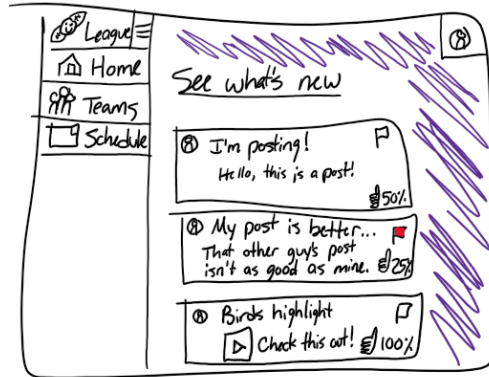 League
Home
Teams
Schedule
See what's new
I'm posting!
Hello, this is a post!
50%
My post is better...
That other guy's post
isn't as good as mine.
25%
Birds highlight
Check this out!
100%